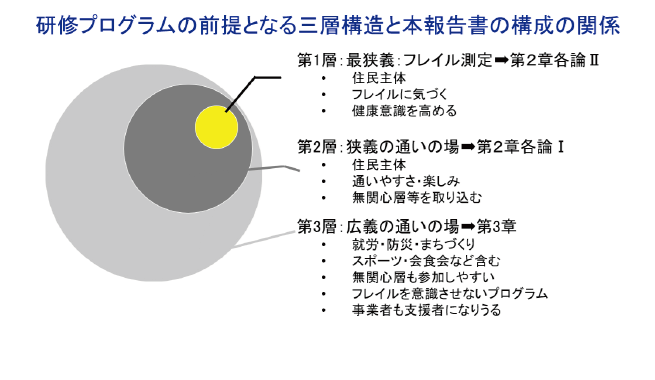 研修プログラムの前提となる三層構造と本報告書の構成の関係
第1層：最狭義：フレイル測定➡第２章各論Ⅱ
• 住民主体
• フレイルに気づく
• 健康意識を高める
第2層：狭義の通いの場➡第２章各論Ⅰ
• 住民主体
• 通いやすさ・楽しみ
• 無関心層等を取り込む
第3層：広義の通いの場➡第3章
• 就労・防災・まちづくり
• スポーツ・会食会など含む
• 無関心層も参加しやすい
• フレイルを意識させないプログラム
• 事業者も支援者になりうる